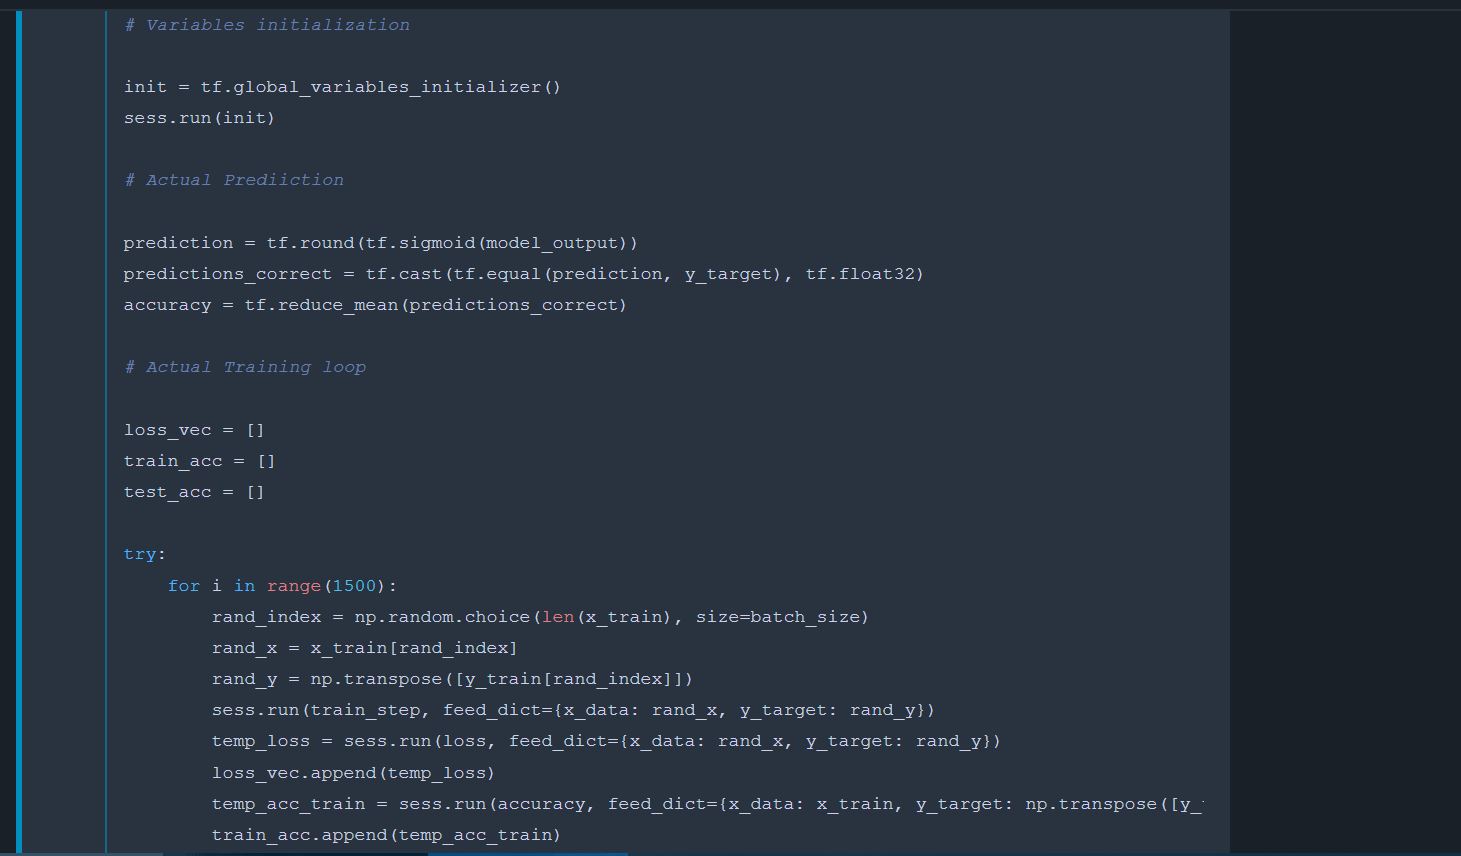 # Variables initialization
init = tf.global_variables_initializer()
sess.run(init)
# Actual Prediiction
prediction = tf.round(tf.sigmoid(model_output))
predictions_correct = tf.cast(tf.equal(prediction, y_target), tf.float32)
accuracy = tf.reduce_mean(predictions_correct)
# Actual Training loop
loss_vec = []
train_acc = []
test_acc = []
try:
    for i in range(1500):
        rand_index = np.random.choice(len(x_train), size=batch_size)
        rand_x = x_train[rand_index]
        rand_y = np.transpose([y_train[rand_index]])
        sess.run(train_step, feed_dict={x_data: rand_x, y_target: rand_y})
        temp_loss = sess.run(loss, feed_dict={x_data: rand_x, y_target: rand_y})
        loss_vec.append(temp_loss)
        temp_acc_train = sess.run(accuracy, feed_dict={x_data: x_train, y_target: np.transpose([y_
        train_acc.append(temp_acc_train)